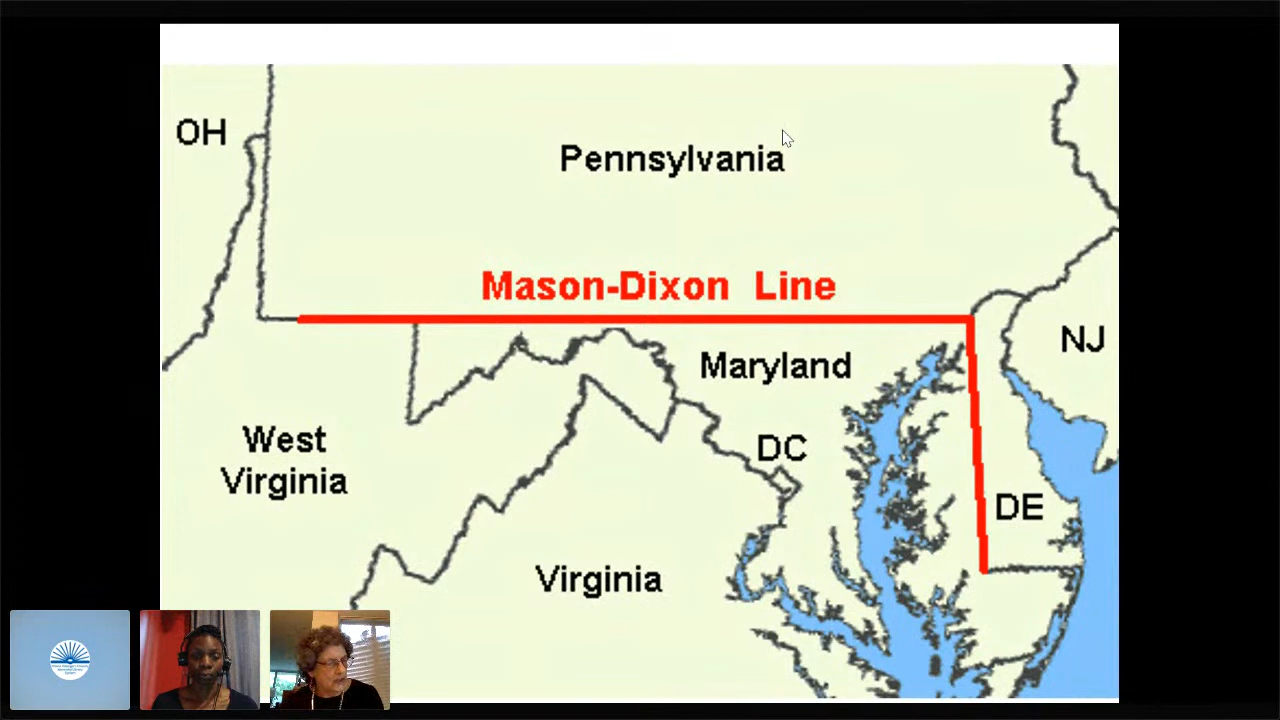 OH
Pennsylvania
Mason-Dixon Line
NJ
Maryland
West
Virginia
DC
DE
Virginia